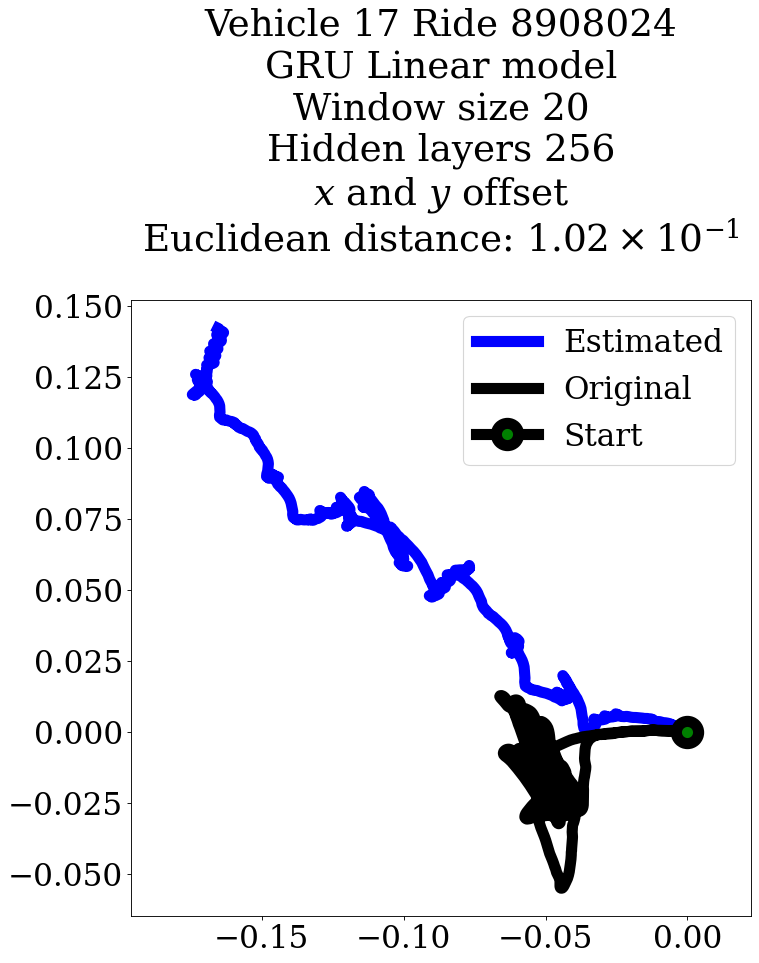 Vehicle 17 Ride 8908024
GRU Linear model
Window size 20
Hidden layers 256
x and y offset
Euclidean distance: 1.02 × 10⁻¹
Estimated
Original
Start
0.150
0.125
0.100
0.075
0.050
0.025
0.000
−0.025
−0.050
−0.15 −0.10 −0.05 0.00